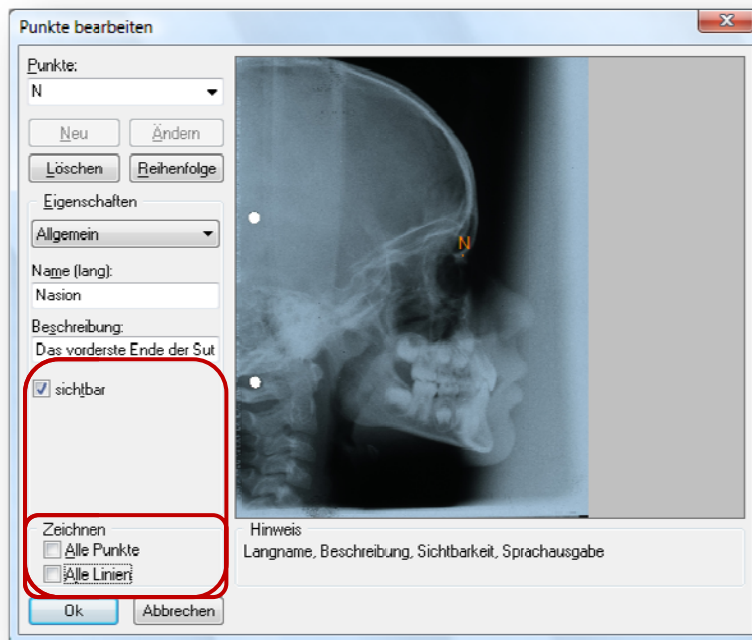 Punkte bearbeiten
Punkte:
N
Neu
Ändern
Löschen
Reihenfolge
Eigenschaften
Allgemein
Name (lang):
Nasion
Beschreibung:
Das vorderste Ende der Sut
sichtbar
N
Zeichnen
Alle Punkte
Alle Linien
Hinweis
Langname, Beschreibung, Sichtbarkeit, Sprachausgabe
Ok
Abbrechen